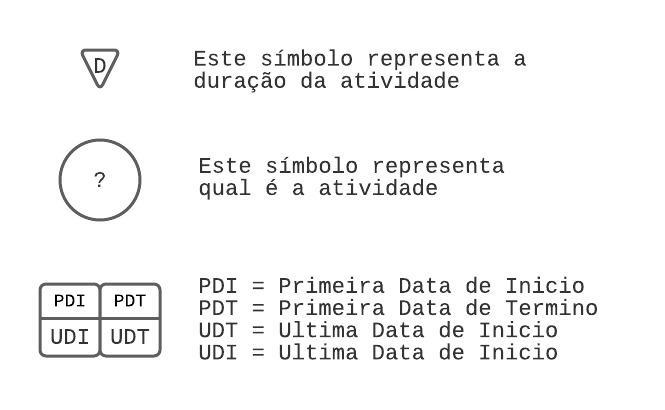 D
Este símbolo representa a
duração da atividade
?
Este símbolo representa
qual é a atividade
PDI PDT
UDI UDT
PDI = Primeira Data de Inicio
PDT = Primeira Data de Termino
UDT = Ultima Data de Inicio
UDI = Ultima Data de Inicio